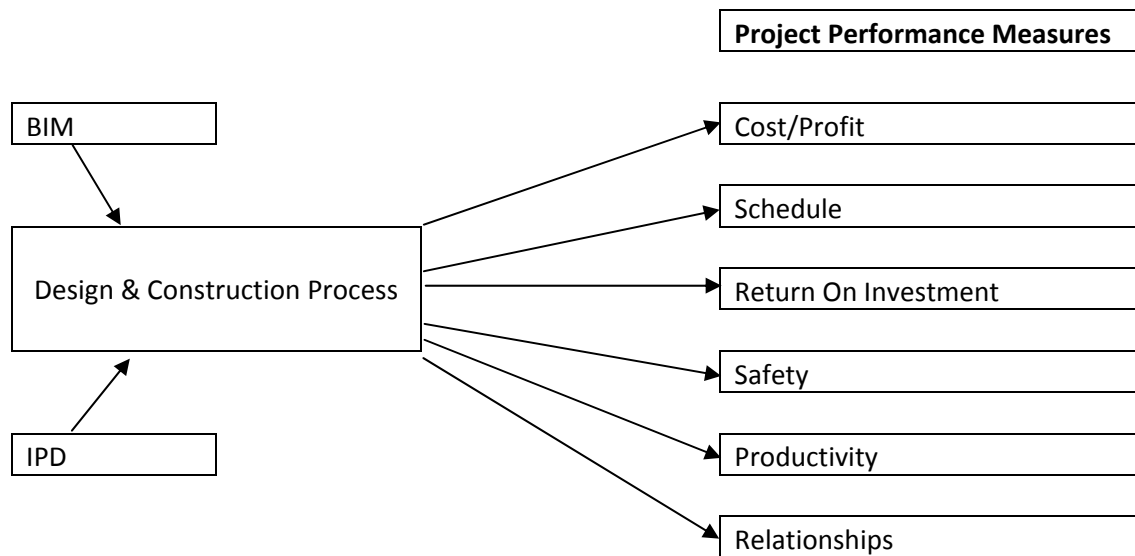 Project Performance Measures
BIM
Cost/Profit
Schedule
Design & Construction Process
Return On Investment
Safety
IPD
Productivity
Relationships